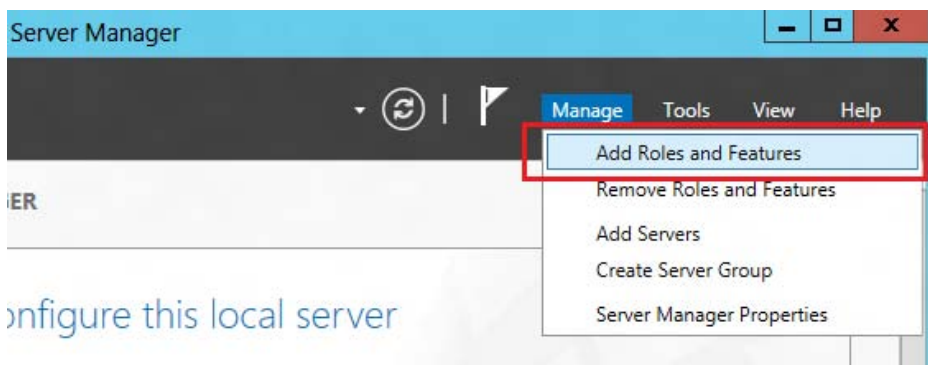 Server Manager
Manage Tools View Help
Add Roles and Features
ER
Remove Roles and Features
Add Servers
Create Server Group
onfigure this local server
Server Manager Properties